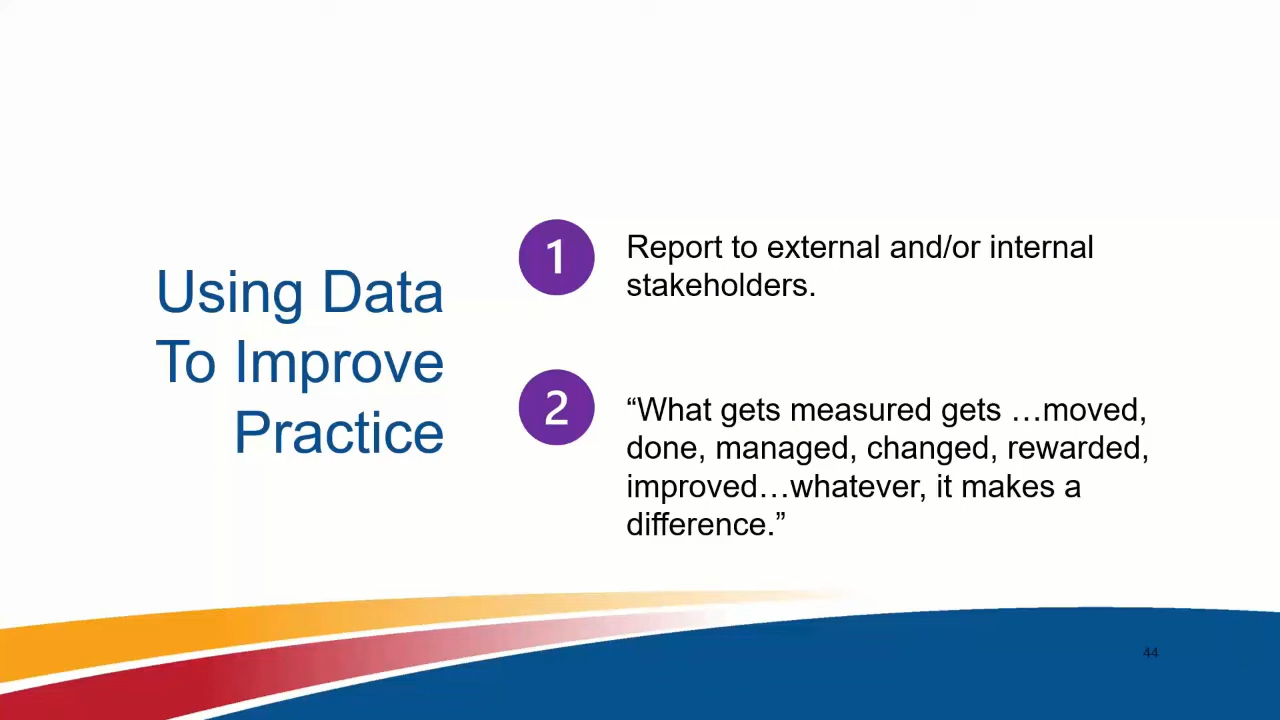 Using Data
To Improve
Practice
1
Report to external and/or internal
stakeholders.
2
“What gets measured gets …moved,
done, managed, changed, rewarded,
improved…whatever, it makes a
difference.”
44